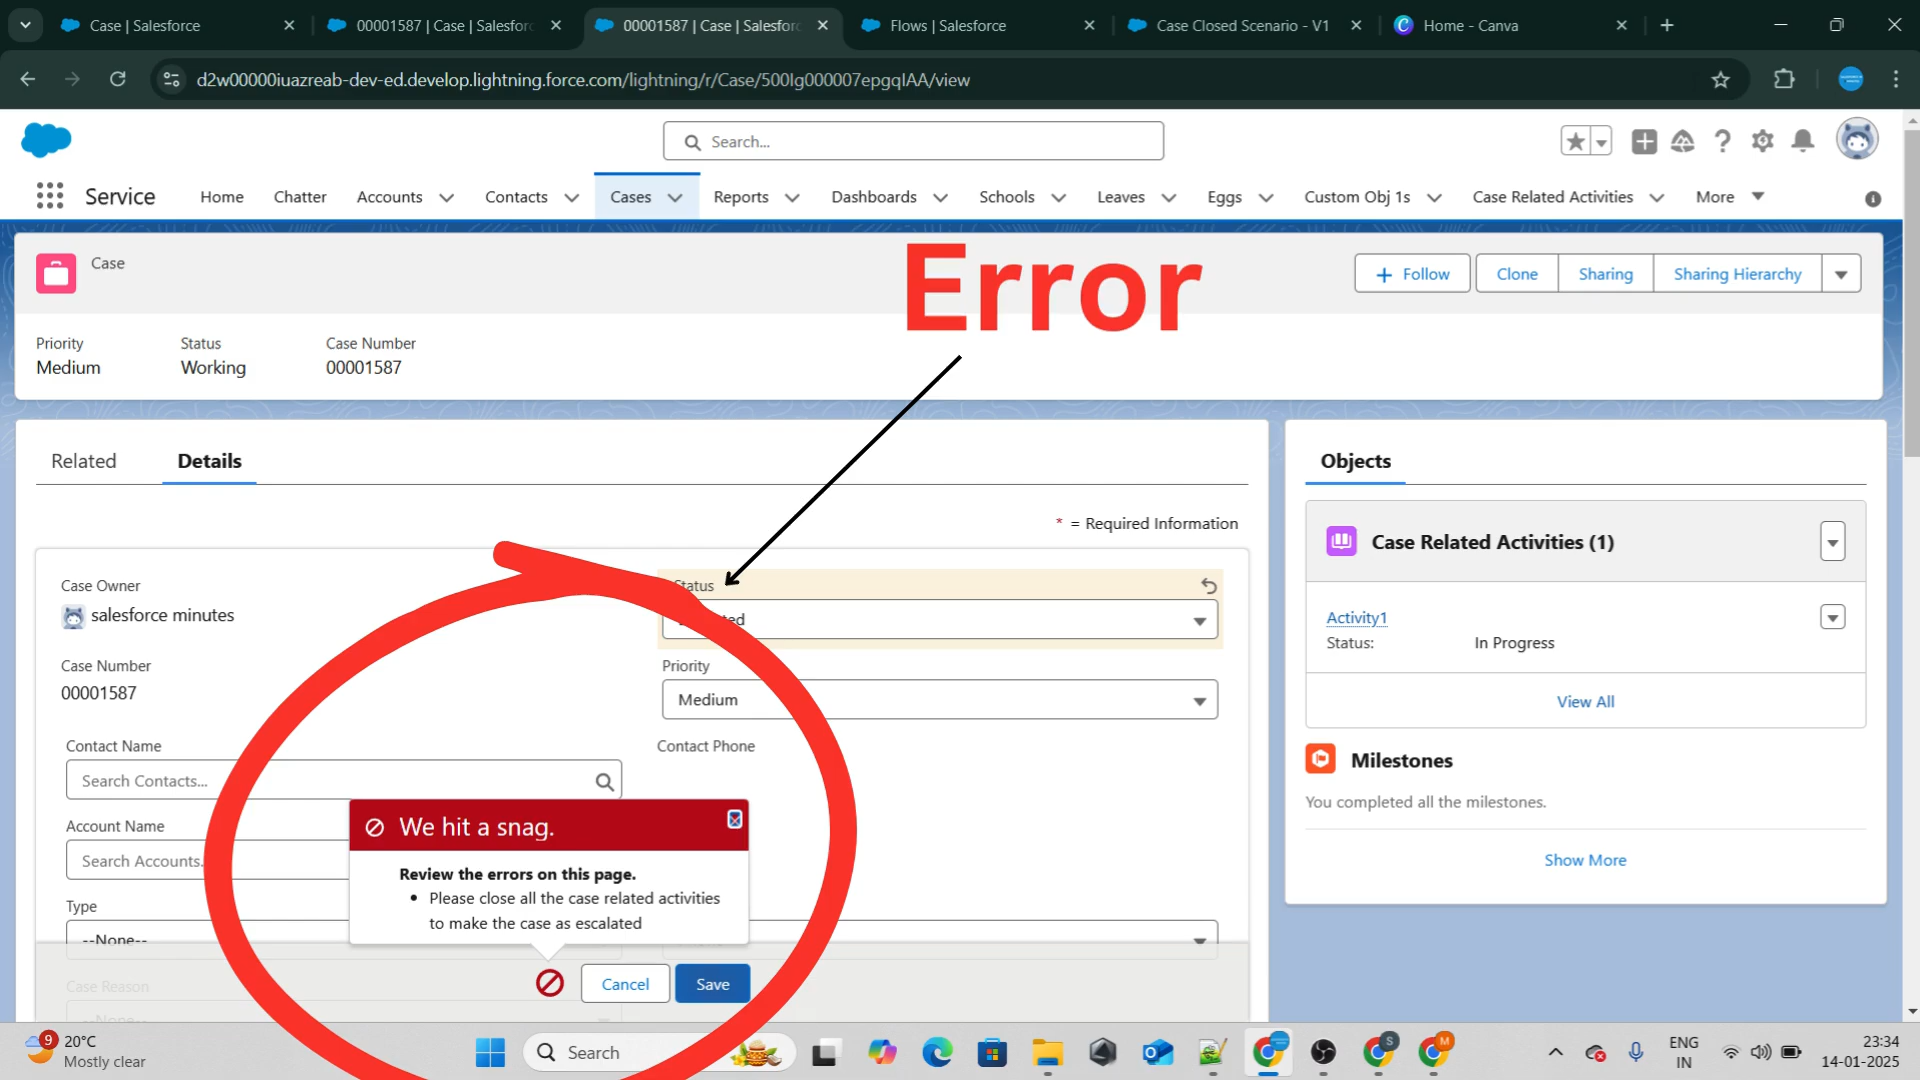 Case | Salesforce
00001587 | Case | Salesforc
00001587 | Case | Salesforc
Flows | Salesforce
Case Closed Scenario - V1
Home - Canva
d2w00000iuazreab-dev-ed.develop.lightning.force.com/lightning/r/Case/500Ig000007epgqIAA/view
Search...
Service
Home
Chatter
Accounts
Contacts
Cases
Reports
Dashboards
Schools
Leaves
Eggs
Custom Obj 1s
Case Related Activities
More
Case
Error
Follow
Clone
Sharing
Sharing Hierarchy
Priority
Medium
Status
Working
Case Number
00001587
Related
Details
* = Required Information
Case Owner
salesforce minutes
Status
Case Number
00001587
Priority
Medium
Contact Name
Search Contacts...
Contact Phone
Account Name
Search Accounts.
Type
--None--
Case Reason
--None--
We hit a snag.
Review the errors on this page.
• Please close all the case related activities
to make the case as escalated
Cancel
Save
Objects
Case Related Activities (1)
Activity1
Status:
In Progress
View All
Milestones
You completed all the milestones.
Show More
9
20°C
Mostly clear
Search
S
M
ENG
IN
23:34
14-01-2025